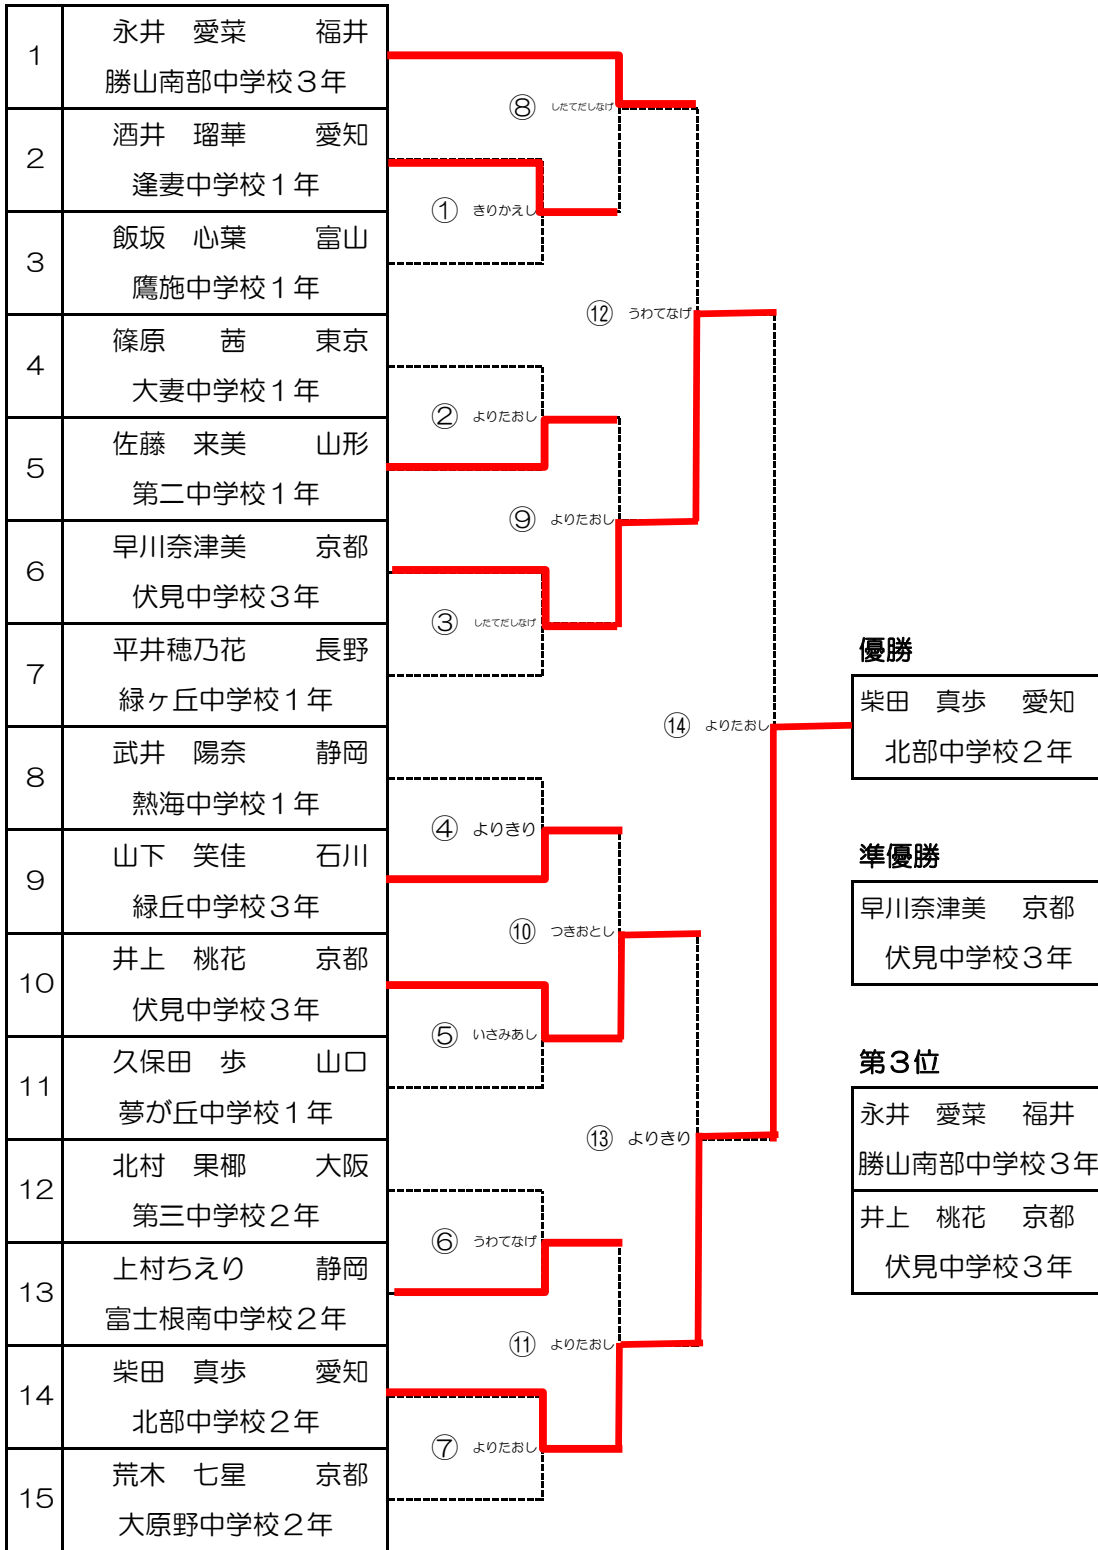 1
永井　愛菜　福井
勝山南部中学校３年
2
酒井　瑠華　愛知
逢妻中学校１年
3
飯坂　心葉　富山
鷹施中学校１年
4
篠原　茜　東京
大妻中学校１年
5
佐藤　来美　山形
第二中学校１年
6
早川奈津美　京都
伏見中学校３年
7
平井穂乃花　長野
緑ヶ丘中学校１年
8
武井　陽奈　静岡
熱海中学校１年
9
山下　笑佳　石川
緑丘中学校３年
10
井上　桃花　京都
伏見中学校３年
11
久保田　歩　山口
夢が丘中学校１年
12
北村　果椰　大阪
第三中学校２年
13
上村ちえり　静岡
富士根南中学校２年
14
柴田　真歩　愛知
北部中学校２年
15
荒木　七星　京都
大原野中学校２年
① きりかえし
② よりたおし
③ したてだしなげ
④ よりきり
⑤ いさみあし
⑥ うわてなげ
⑦ よりたおし
⑧ したてだしなげ
⑨ よりたおし
⑩ つきおとし
⑪ よりたおし
⑫ うわてなげ
⑬ よりきり
⑭ よりたおし
優勝
柴田　真歩　愛知
北部中学校２年
準優勝
早川奈津美　京都
伏見中学校３年
第３位
永井　愛菜　福井
勝山南部中学校３年
井上　桃花　京都
伏見中学校３年